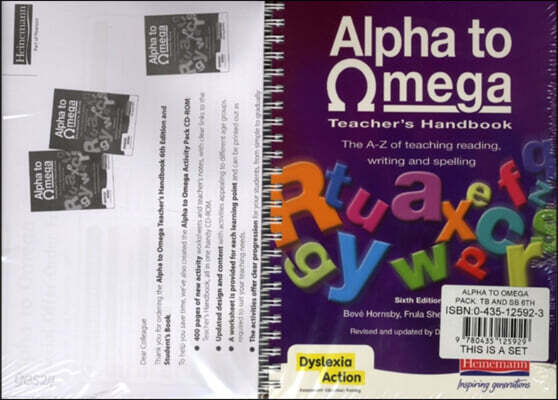 Heinemann
Part of Pearson
Alpha to
Omega
Dear Colleague
Thank you for ordering the Alpha to Omega Teacher's Handbook 6th Edition and
Student's Book.
To help you save time, we've also created the Alpha to Omega Activity Pack CD-ROM:
• 400 pages of new activity worksheets and teacher's notes, with clear links to the
Teacher's Handbook, all in one handy CD-ROM.
• Updated design and content with activities appealing to different age groups.
• A worksheet is provided for each learning point and can be printed out as
required to suit your teaching needs.
• The activities offer clear progression for your students, from simple to gradually
YES24
Alpha to
Ωmega
Teacher's Handbook
The A-Z of teaching reading,
writing and spelling
R t u a x e f g
g y w p o r
Sixth Edition
Bevé Hornsby, Frula She
Revised and updated by D
ALPHA TO OMEGA
PACK: TB AND SB 6TH
ISBN:0-435-12592-3
9 780435 125929
THIS IS A SET
Dyslexia
Action
Heinemann
Inspiring generations